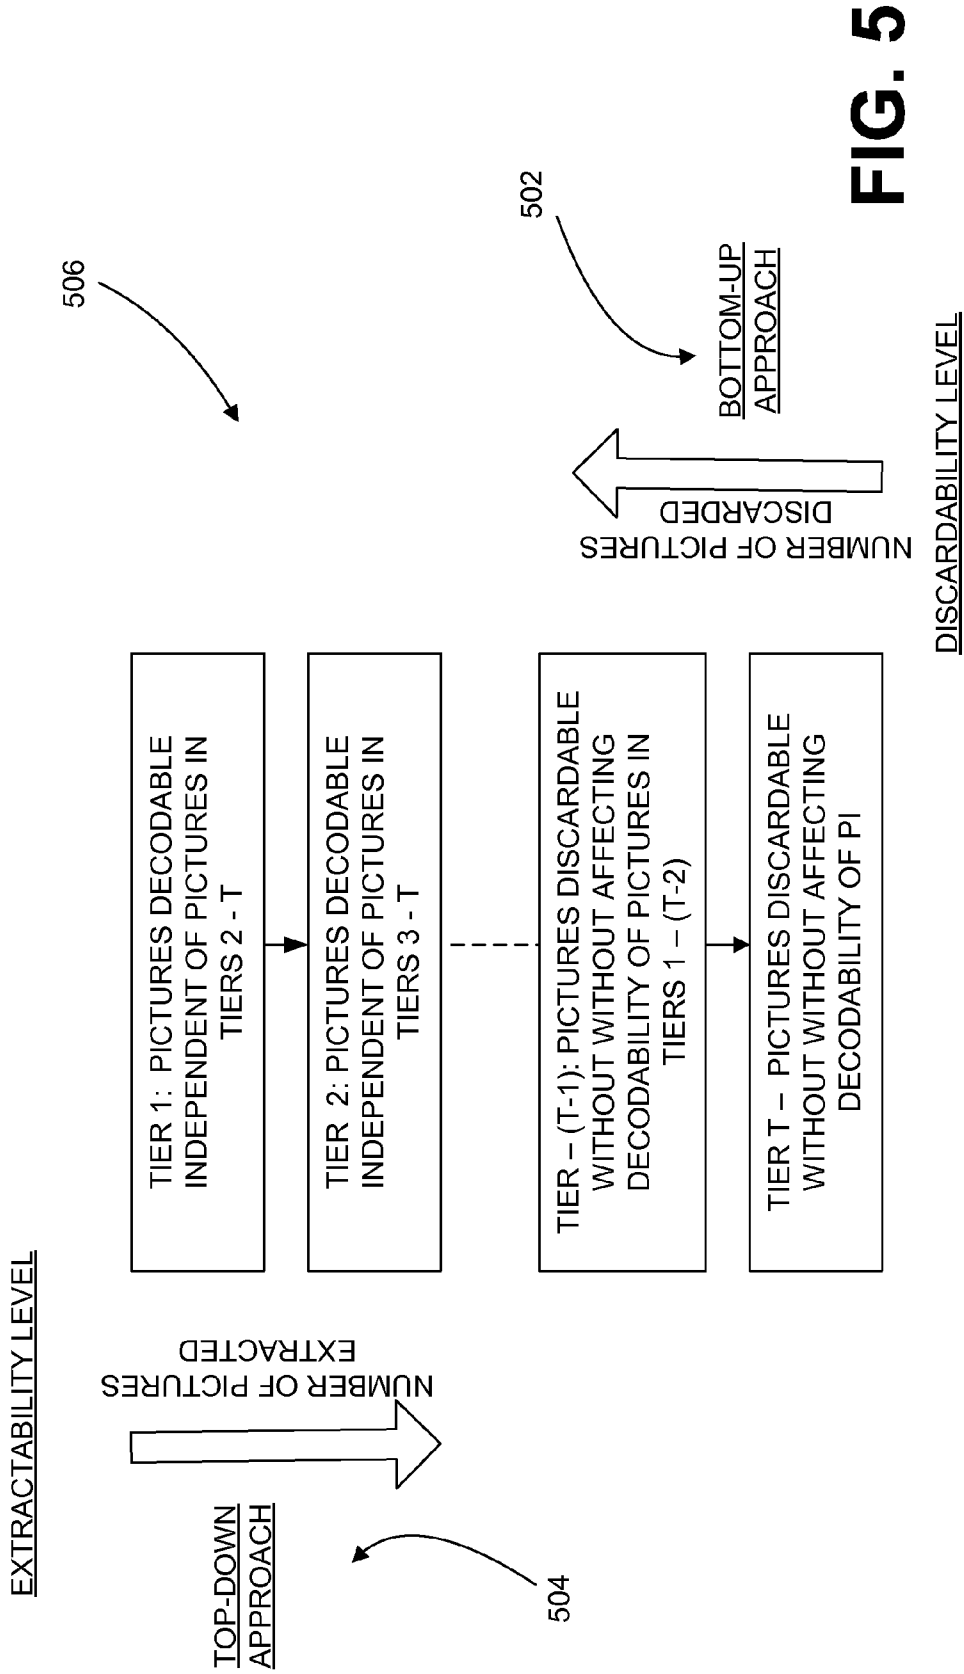 EXTRACTABILITY LEVEL
TOP-DOWN
APPROACH
504
NUMBER OF PICTURES
EXTRACTED
TIER 1: PICTURES DECODABLE
INDEPENDENT OF PICTURES IN
TIERS 2 - T
TIER 2: PICTURES DECODABLE
INDEPENDENT OF PICTURES IN
TIERS 3 - T
TIER – (T-1): PICTURES DISCARDABLE
WITHOUT WITHOUT AFFECTING
DECODABILITY OF PICTURES IN
TIERS 1 – (T-2)
TIER T – PICTURES DISCARDABLE
WITHOUT WITHOUT AFFECTING
DECODABILITY OF PI
506
502
NUMBER OF PICTURES
DISCARDED
BOTTOM-UP
APPROACH
DISCARDABILITY LEVEL
FIG. 5